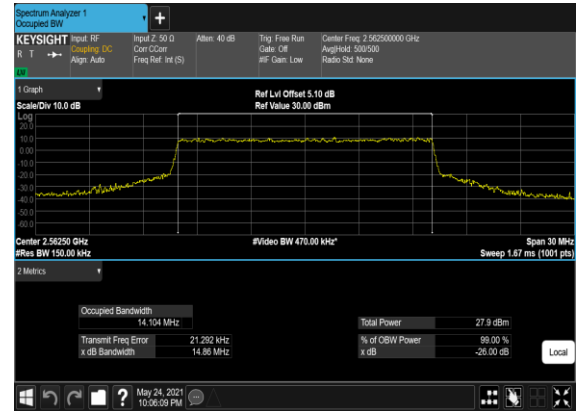 Spectrum Analyzer 1
Occupied BW
+
KEYSIGHT
R T
LXI
Input: RF
Coupling: DC
Align: Auto
Input Z: 50 Ω
Corr CCorr
Freq Ref: Int (S)
Atten: 40 dB
Trig: Free Run
Gate: Off
#IF Gain: Low
Center Freq: 2.562500000 GHz
Avg|Hold: 500/500
Radio Std: None
1 Graph
Scale/Div 10.0 dB
Ref Lvl Offset 5.10 dB
Ref Value 30.00 dBm
Log
20.0
10.0
0.00
-10.0
-20.0
-30.0
-40.0
-50.0
-60.0
Center 2.56250 GHz
#Res BW 150.00 kHz
#Video BW 470.00 kHz*
Span 30 MHz
Sweep 1.67 ms (1001 pts)
2 Metrics
Occupied Bandwidth
14.104 MHz
Transmit Freq Error 21.292 kHz
x dB Bandwidth 14.86 MHz
Total Power 27.9 dBm
% of OBW Power 99.00 %
x dB -26.00 dB
Local
?
May 24, 2021
10:06:09 PM